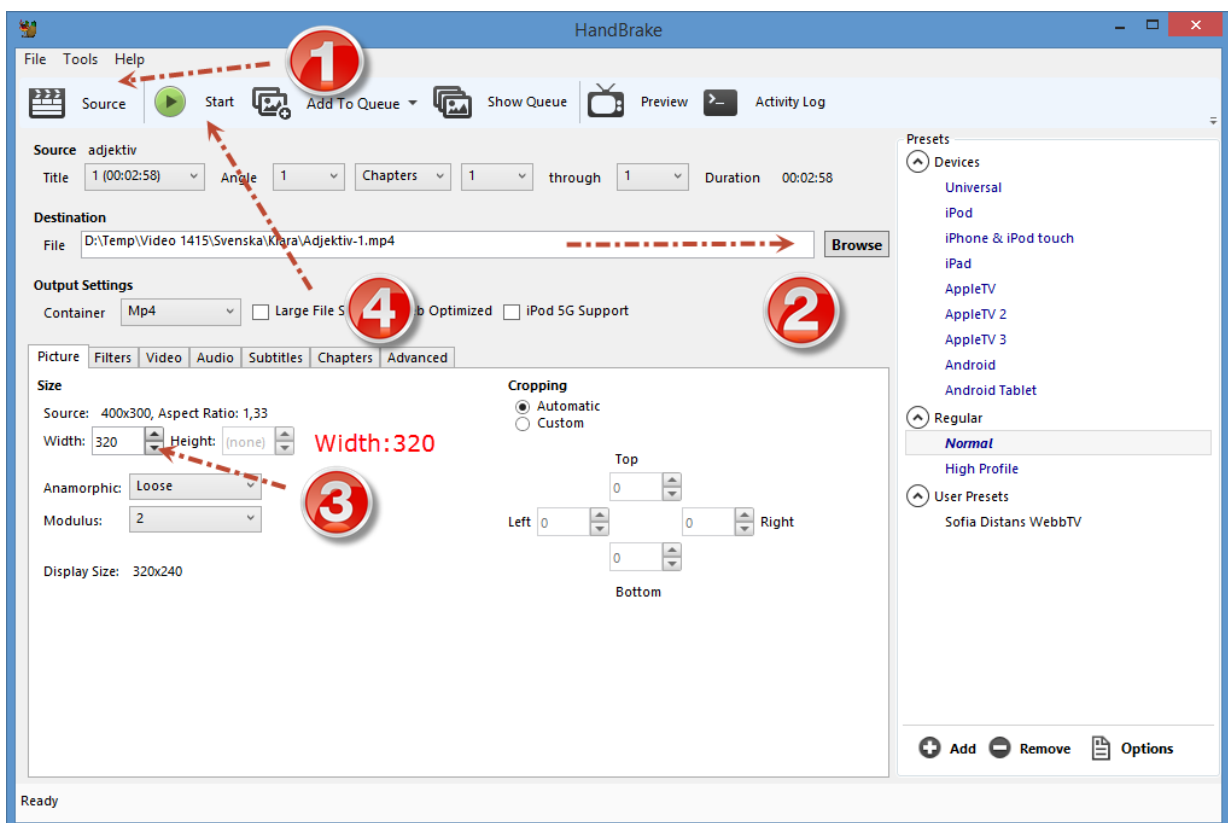 HandBrake
File Tools Help
1
Source Start Add To Queue Show Queue Preview Activity Log
Source adjektiv
Title 1 (00:02:58) Angle 1 Chapters 1 through 1 Duration 00:02:58
Destination
File D:\Temp\Video 1415\Svenska\Klara\Adjektiv-1.mp4 Browse
Output Settings
Container Mp4 Large File S 4 b Optimized iPod 5G Support
2
Picture Filters Video Audio Subtitles Chapters Advanced
Size
Source: 400x300, Aspect Ratio: 1,33
Width: 320 Height: (none) Width:320
3
Anamorphic: Loose
Modulus: 2
Display Size: 320x240
Cropping
Automatic
Custom
Top
0
Left 0 0 Right
0
Bottom
Presets
Devices
Universal
iPod
iPhone & iPod touch
iPad
AppleTV
AppleTV 2
AppleTV 3
Android
Android Tablet
Regular
Normal
High Profile
User Presets
Sofia Distans WebbTV
Add Remove Options
Ready